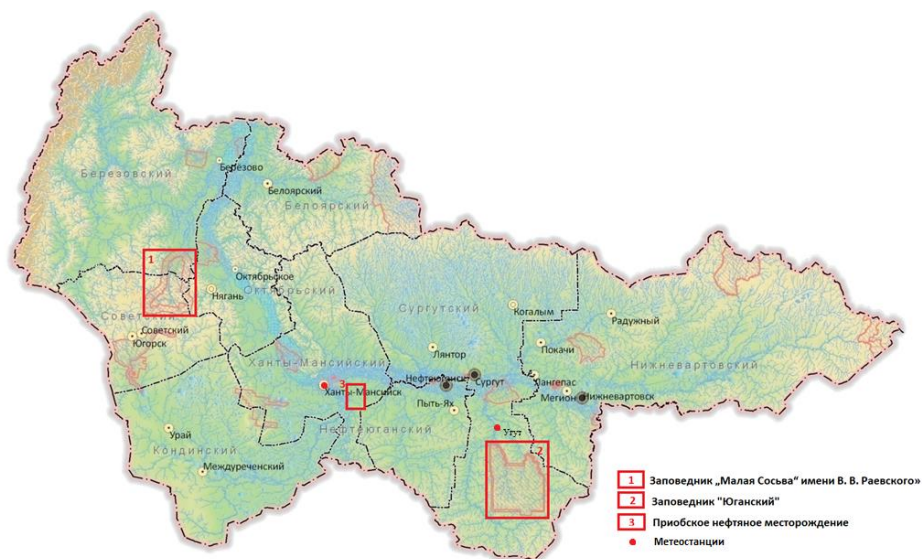 Берёзово
Березовский
Белоярский
Белоярский
1
Октябрьское
Октябрьский
Нягань
Советский
Советский
Югорск
Сургутский
Когалым
Радужный
Лянтор
Покачи
Нижневартовский
Ханты-Мансийский
3
Ханты-Мансийск
Нефтеюганск
Сургут
Лангепас
Мегион
Нижневартовск
Пыть-Ях
Нефтеюганский
Угут
Урай
Кондинский
Междуреченский
2
1 Заповедник „Малая Сосьва“ имени В. В. Раевского»
2 Заповедник "Юганский"
3 Приобское нефтяное месторождение
Метеостанции